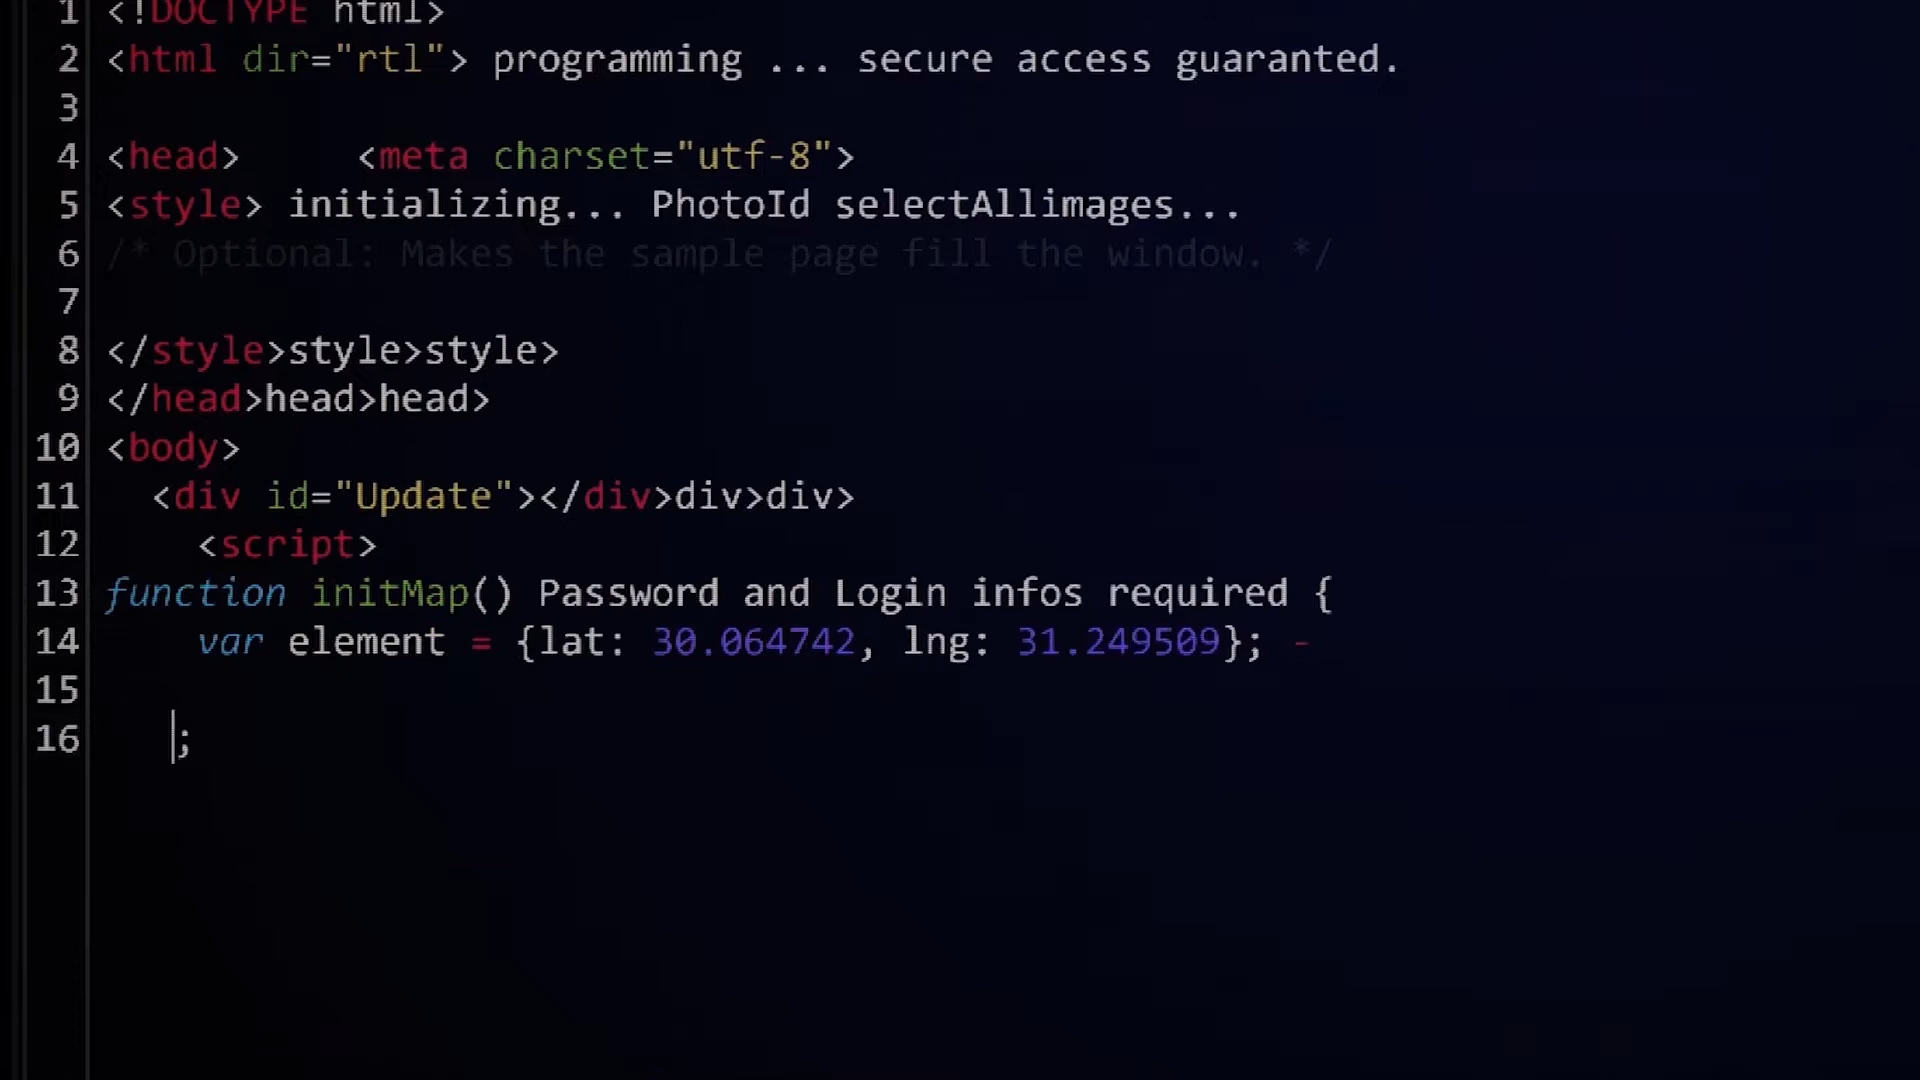 1 <!DOCTYPE html>
2 <html dir="rtl"> programming ... secure access guaranted.
3
4 <head>     <meta charset="utf-8">
5 <style> initializing... PhotoId selectAllimages...
6 /* Optional: Makes the sample page fill the window. */
7
8 </style>style>style>
9 </head>head>head>
10 <body>
11   <div id="Update"></div>div>div>
12     <script>
13 function initMap() Password and Login infos required {
14     var element = {lat: 30.064742, lng: 31.249509}; -
15
16    ;